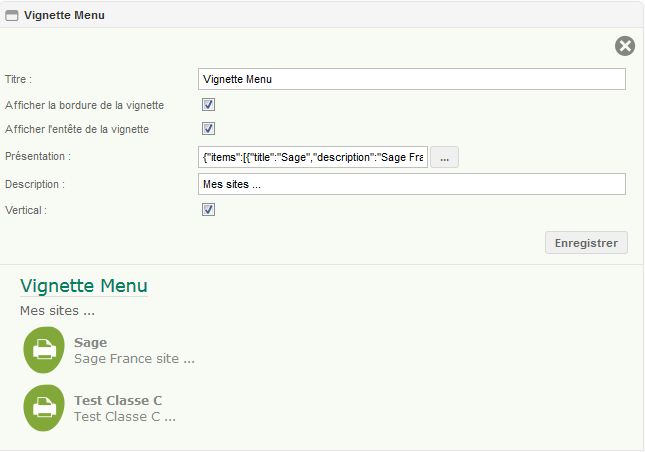 Vignette Menu
Titre :
Vignette Menu
Afficher la bordure de la vignette
Afficher l'entête de la vignette
Présentation :
{"items":[{"title":"Sage","description":"Sage Fra
...
Description :
Mes sites ...
Vertical :
Enregistrer
Vignette Menu
Mes sites ...
Sage
Sage France site ...
Test Classe C
Test Classe C ...